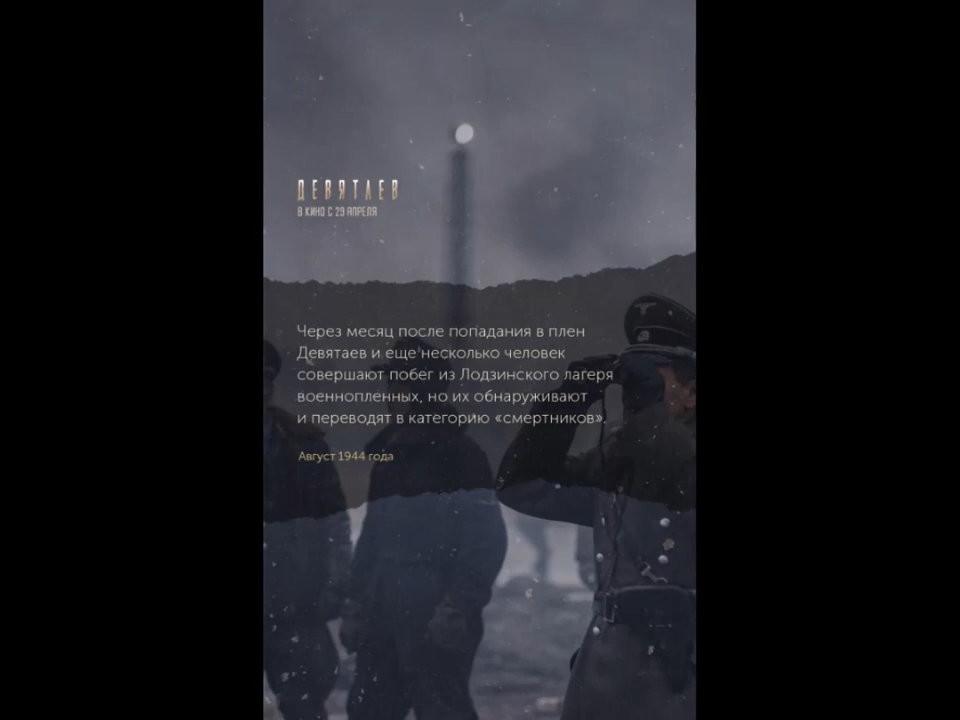 ДЕВЯТАЕВ
В КИНО С 29 АПРЕЛЯ
Через месяц после попадания в плен
Девятаев и еще несколько человек
совершают побег из Лодзинского лагеря
военнопленных, но их обнаруживают
и переводят в категорию «смертников».
Август 1944 года